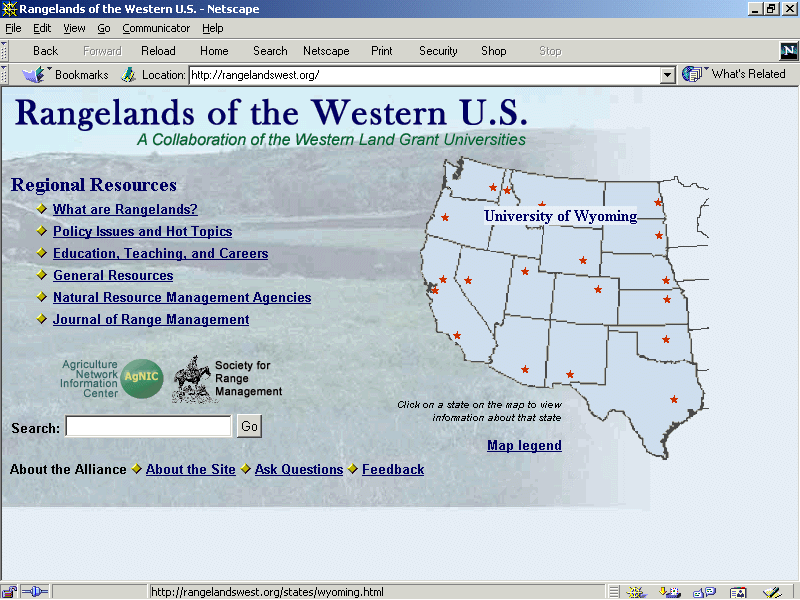 Rangelands of the Western U.S. - Netscape
File Edit View Go Communicator Help
Back Forward Reload Home Search Netscape Print Security Shop Stop
N
Bookmarks Location: http://rangelandswest.org/ What's Related
Rangelands of the Western U.S.
A Collaboration of the Western Land Grant Universities
Regional Resources
What are Rangelands?
Policy Issues and Hot Topics
Education, Teaching, and Careers
General Resources
Natural Resource Management Agencies
Journal of Range Management
University of Wyoming
Agriculture
Network
Information
Center
AgNIC
Society for
Range
Management
Click on a state on the map to view
information about that state
Map legend
Search: Go
About the Alliance About the Site Ask Questions Feedback
http://rangelandswest.org/states/wyoming.html